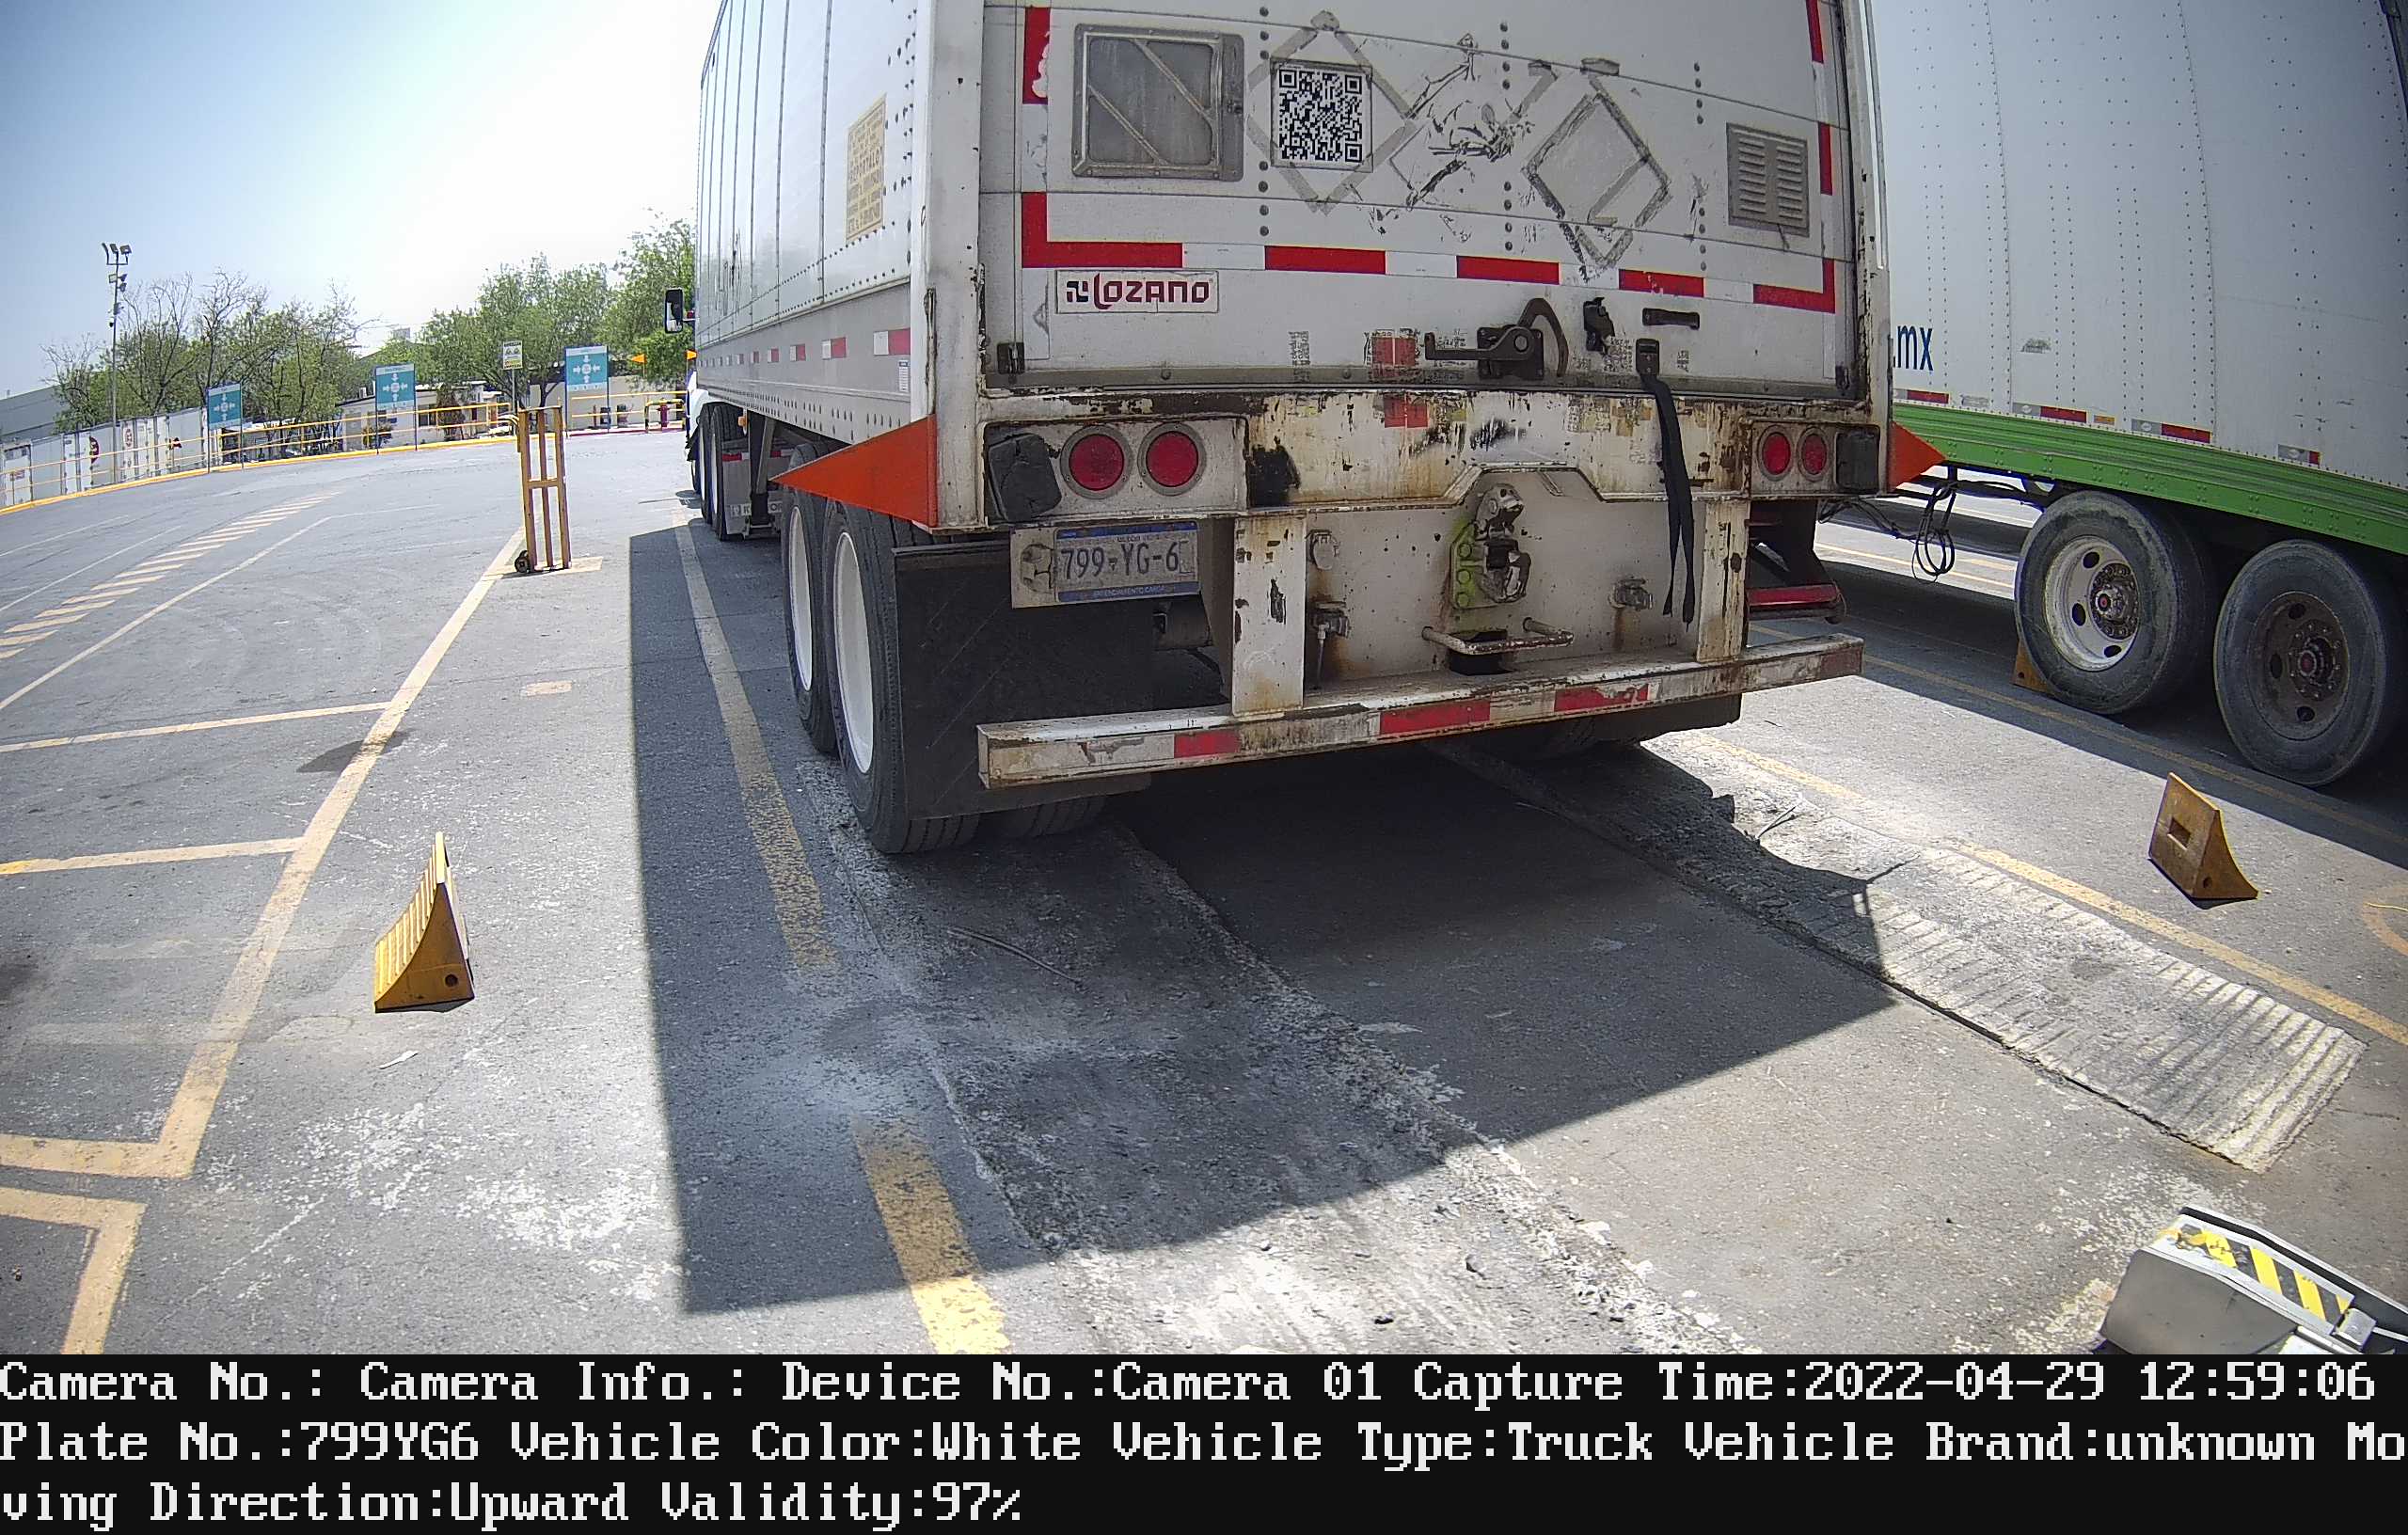 LOZANO
.mx
799-YG-6
Camera No.: Camera Info.: Device No.:Camera 01 Capture Time:2022-04-29 12:59:06
Plate No.:799YG6 Vehicle Color:White Vehicle Type:Truck Vehicle Brand:unknown Mo
ving Direction:Upward Validity:97%